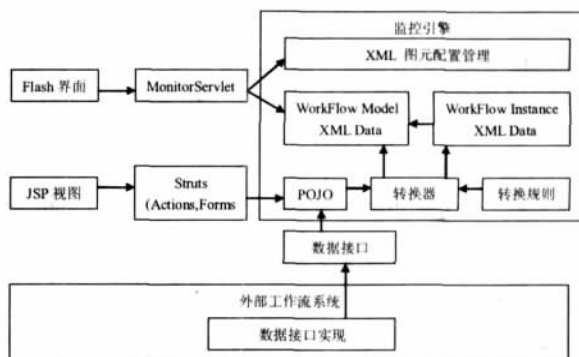 监控引擎
XML 图元配置管理
Flash 界面
MonitorServlet
WorkFlow Model
XML Data
WorkFlow Instance
XML Data
JSP 视图
Struts
(Actions,Forms
POJO
转换器
转换规则
数据接口
外部工作流系统
数据接口实现